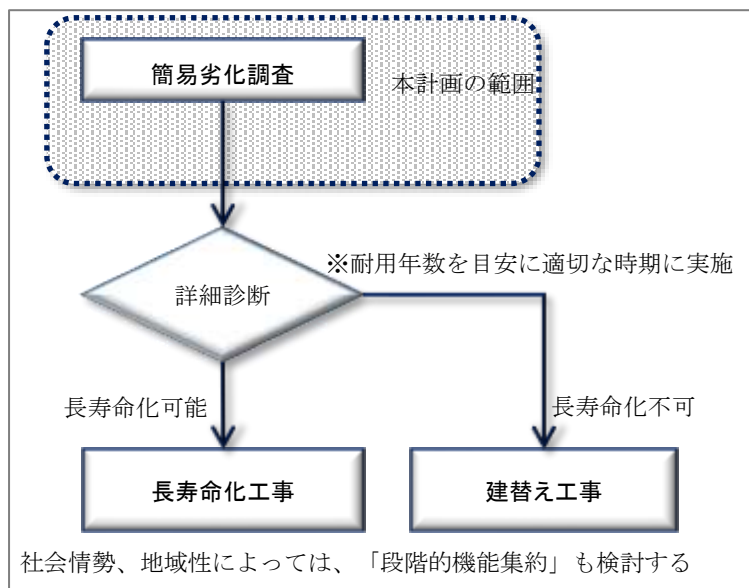 簡易劣化調査
本計画の範囲
※耐用年数を目安に適切な時期に実施
詳細診断
長寿命化可能
長寿命化不可
長寿命化工事
建替え工事
社会情勢、地域性によっては、「段階的機能集約」も検討する